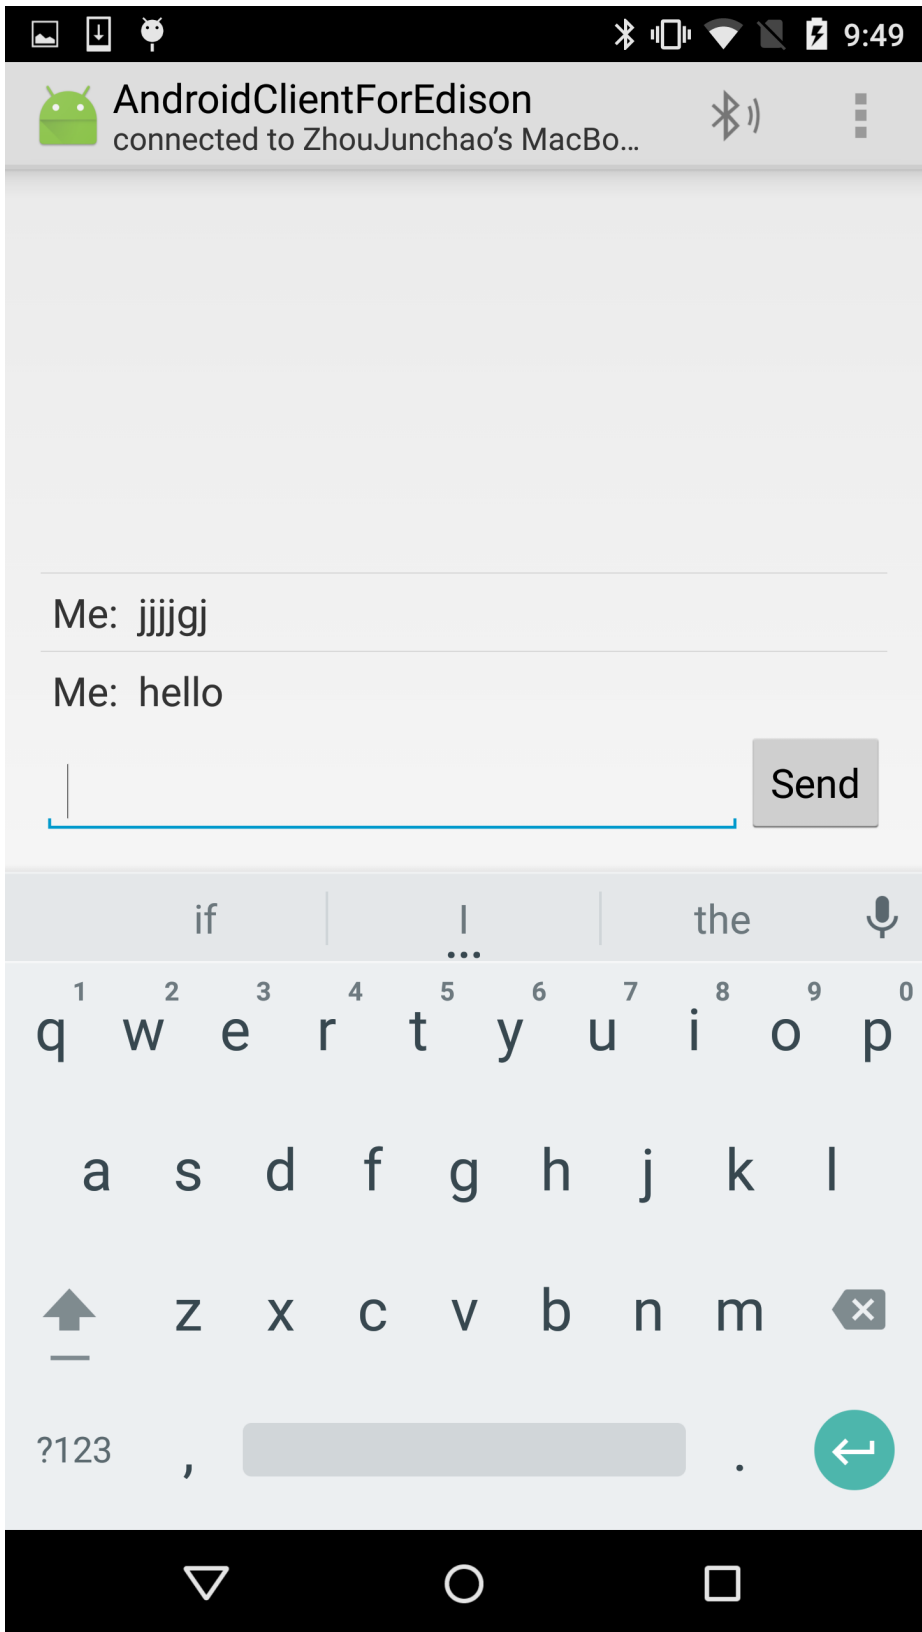 9:49
AndroidClientForEdison
connected to ZhouJunchao’s MacBo…
Me:  jjjjgj
Me:  hello
Send
if I the
1 2 3 4 5 6 7 8 9 0
q w e r t y u i o p
a s d f g h j k l
z x c v b n m
?123 , .